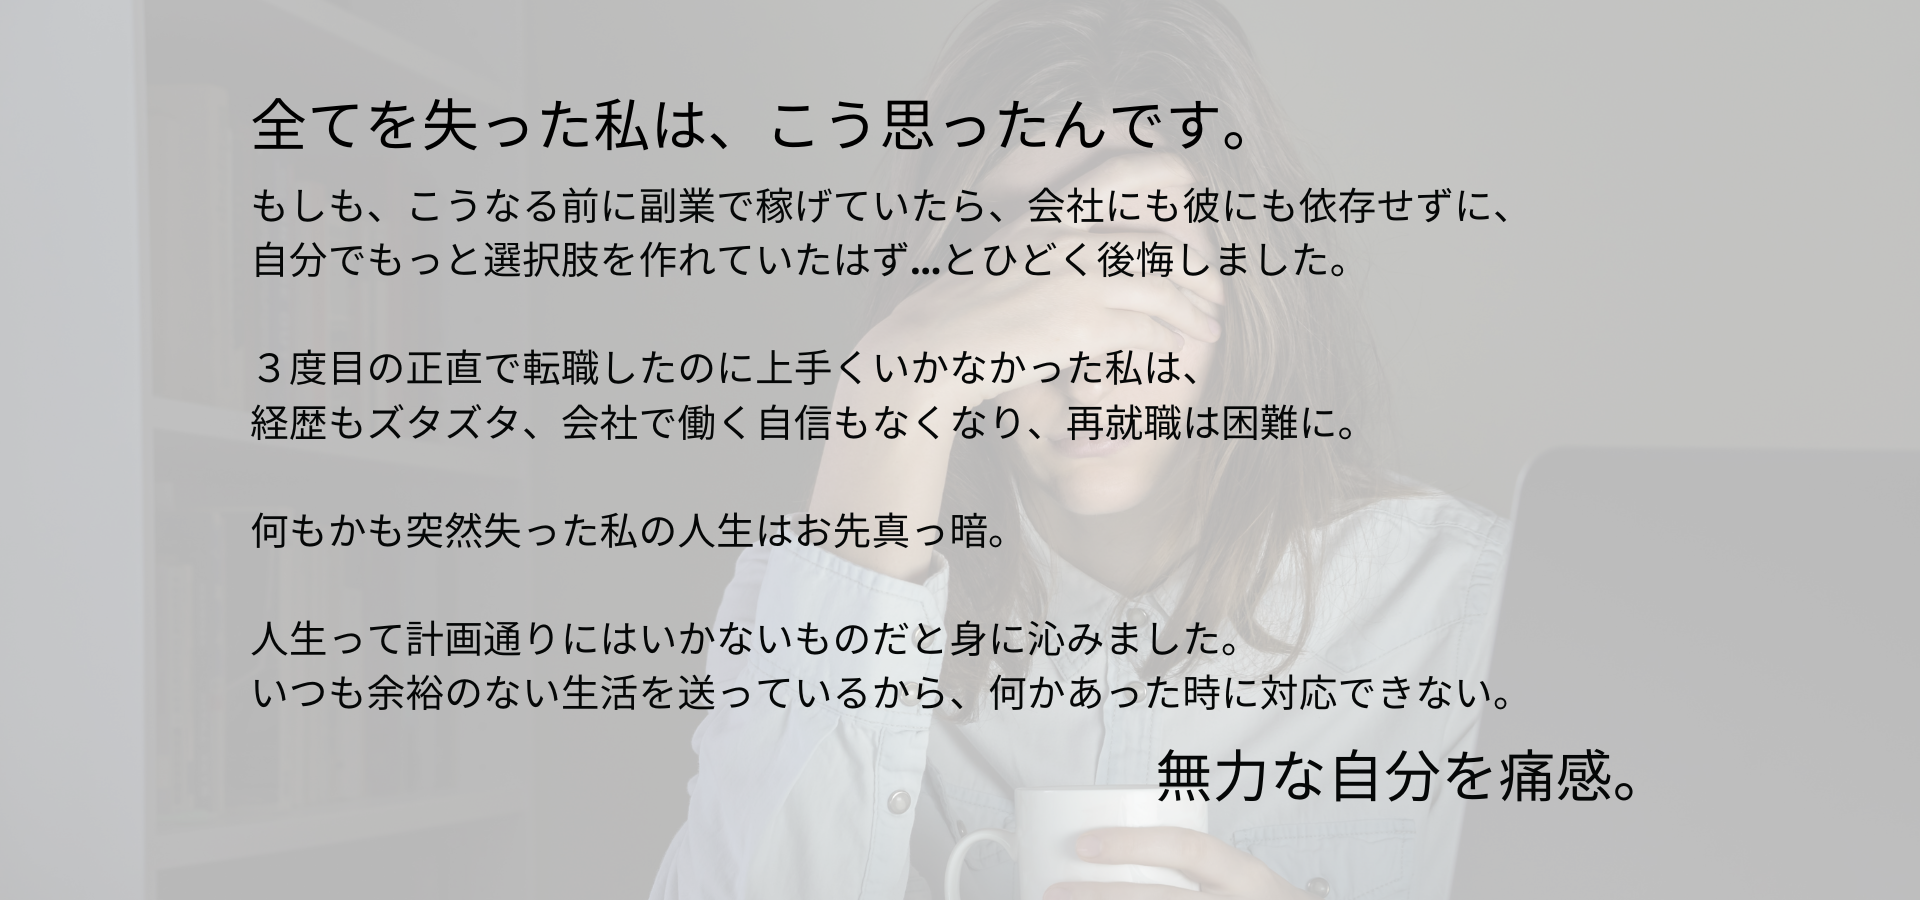 全てを失った私は、こう思ったんです。
もしも、こうなる前に副業で稼げていたら、会社にも彼にも依存せずに、
自分でもっと選択肢を作れていたはず...とひどく後悔しました。
３度目の正直で転職したのに上手くいかなかった私は、
経歴もズタズタ、会社で働く自信もなくなり、再就職は困難に。
何もかも突然失った私の人生はお先真っ暗。
人生って計画通りにはいかないものだと身に沁みました。
いつも余裕のない生活を送っているから、何かあった時に対応できない。
無力な自分を痛感。